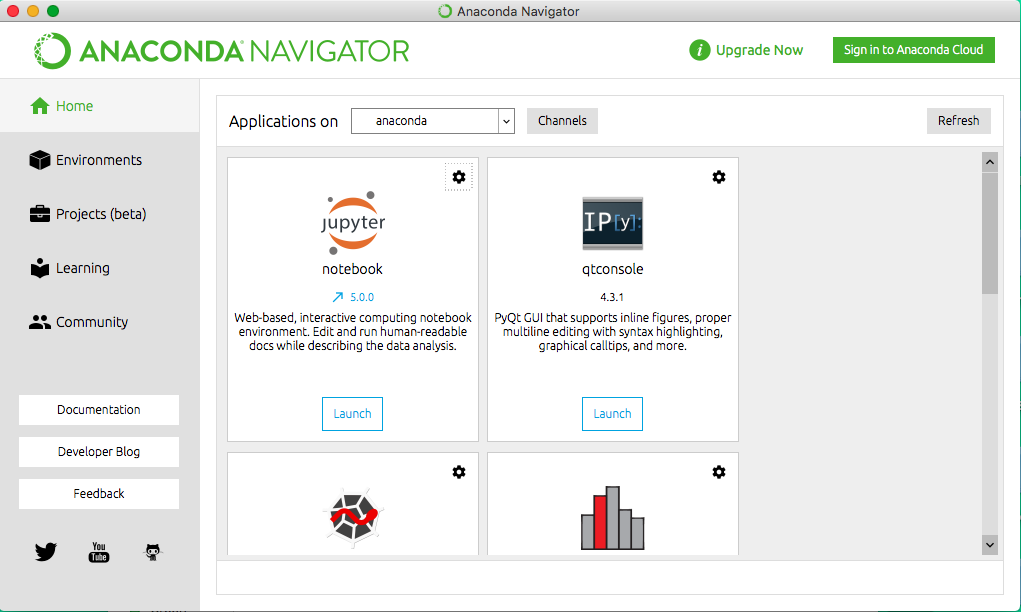 Anaconda Navigator
ANACONDA NAVIGATOR
i Upgrade Now
Sign in to Anaconda Cloud
Home
Environments
Projects (beta)
Learning
Community
Documentation
Developer Blog
Feedback
You
Tube
Applications on
anaconda
Channels
Refresh
jupyter
notebook
5.0.0
Web-based, interactive computing notebook
environment. Edit and run human-readable
docs while describing the data analysis.
Launch
IP[y]:
qtconsole
4.3.1
PyQt GUI that supports inline figures, proper
multiline editing with syntax highlighting,
graphical calltips, and more.
Launch